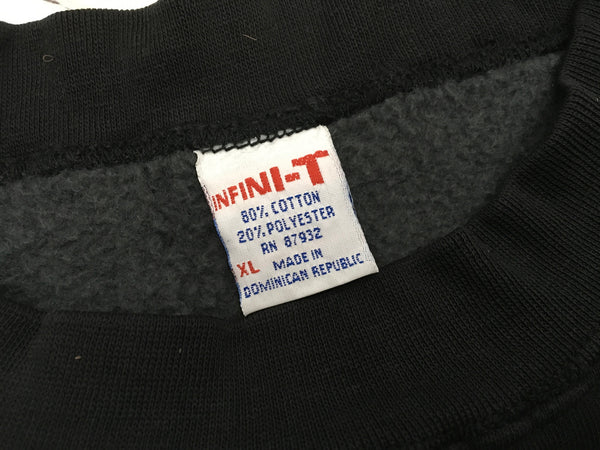 INFINI-T
80% COTTON
20% POLYESTER
RN 87932
XL MADE IN
DOMINICAN REPUBLIC